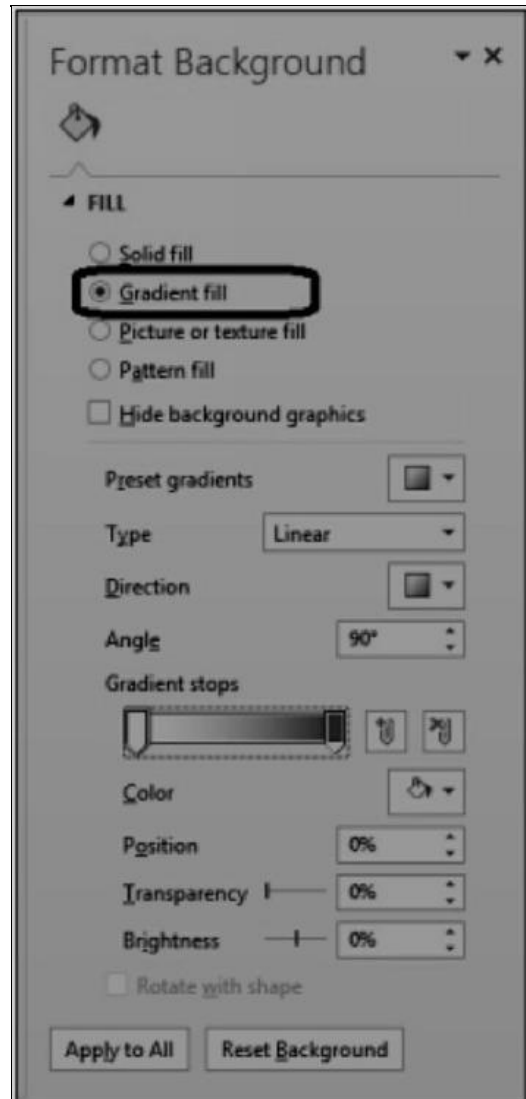 Format Background
FILL
Solid fill
Gradient fill
Picture or texture fill
Pattern fill
Hide background graphics
Preset gradients
Type Linear
Direction
Angle 90°
Gradient stops
Color
Position 0%
Transparency 0%
Brightness 0%
Rotate with shape
Apply to All Reset Background